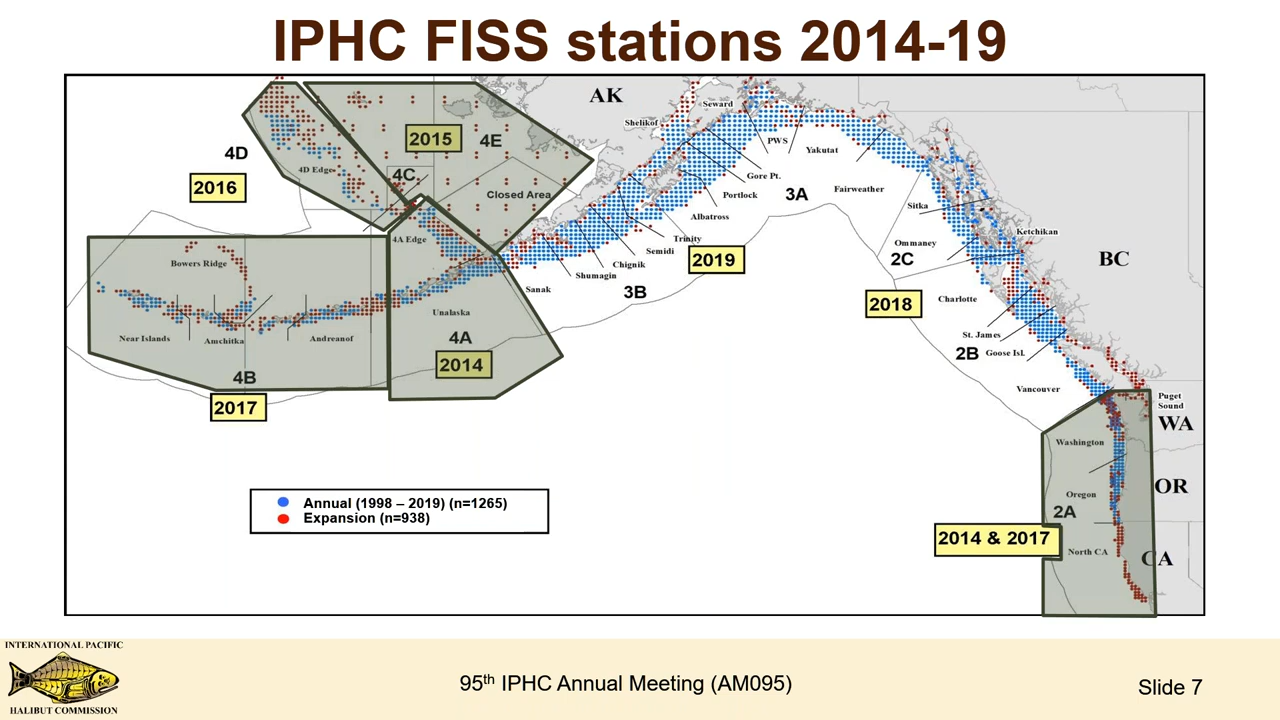 IPHC FISS stations 2014-19
AK
Seward
Shelikof
2015
4E
PWS
Yakutat
4D
4D Edge
4C
Gore Pt.
2016
Closed Area
Portlock
3A
Fairweather
Albatross
Sitka
4A Edge
Trinity
Ommaney
Ketchikan
Bowers Ridge
Semidi
2019
2C
BC
Chignik
Shumagin
Sanak
3B
2018
Charlotte
Unalaska
Near Islands
Amchitka
Andreanof
4A
St. James
2B
Goose Isl.
2014
4B
Vancouver
2017
Puget
Sound
WA
Washington
OR
Oregon
2A
Annual (1998 – 2019) (n=1265)
Expansion (n=938)
2014 & 2017
North CA
CA
INTERNATIONAL PACIFIC
HALIBUT COMMISSION
95th IPHC Annual Meeting (AM095)
Slide 7